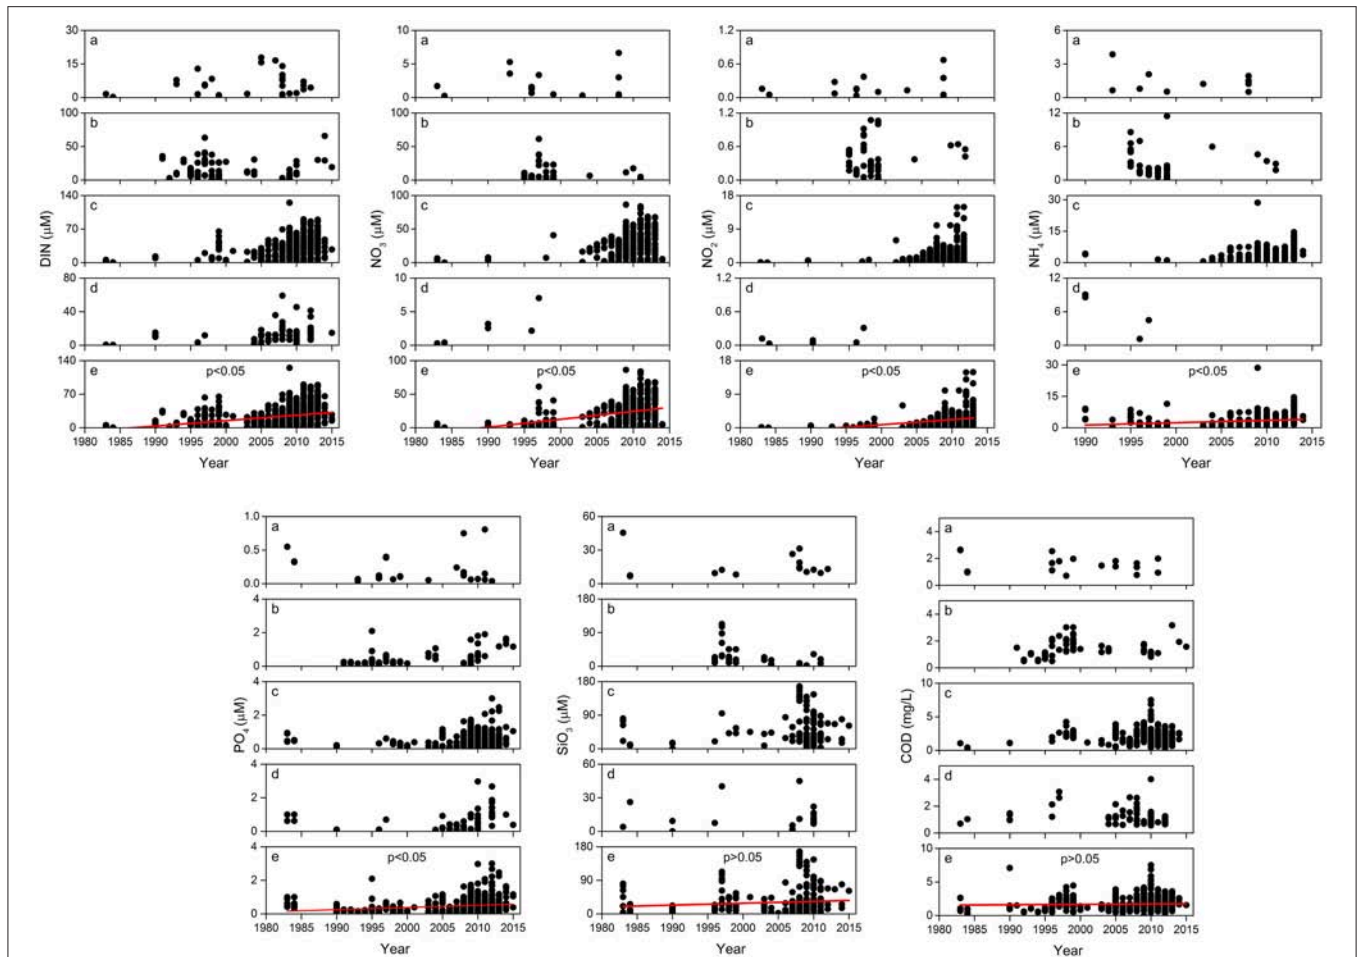 a
30
15
0
b
100
50
0
c
140
70
0
d
80
40
0
e
p<0.05
140
70
0
DIN (μM)
1980 1985 1990 1995 2000 2005 2010 2015
Year
a
10
5
0
b
100
50
0
c
100
50
0
d
10
5
0
e
p<0.05
100
50
0
NO3 (μM)
1980 1985 1990 1995 2000 2005 2010 2015
Year
a
1.2
0.6
0.0
b
1.2
0.6
0.0
c
18
9
0
d
1.2
0.6
0.0
e
p<0.05
18
9
0
NO2 (μM)
1980 1985 1990 1995 2000 2005 2010 2015
Year
a
6
3
0
b
12
6
0
c
30
15
0
d
10
5
0
e
p<0.05
30
15
0
NH4 (μM)
1990 1995 2000 2005 2010 2015
Year
a
1.0
0.5
0.0
b
4
2
0
c
4
2
0
d
4
2
0
e
p<0.05
4
2
0
PO4 (μM)
1980 1985 1990 1995 2000 2005 2010 2015
Year
a
60
30
0
b
180
90
0
c
180
90
0
d
60
30
0
e
p>0.05
180
90
0
SiO3 (μM)
1980 1985 1990 1995 2000 2005 2010 2015
Year
a
4
2
0
b
4
2
0
c
10
5
0
d
4
2
0
e
p>0.05
10
5
0
COD (mg/L)
1980 1985 1990 1995 2000 2005 2010 2015
Year